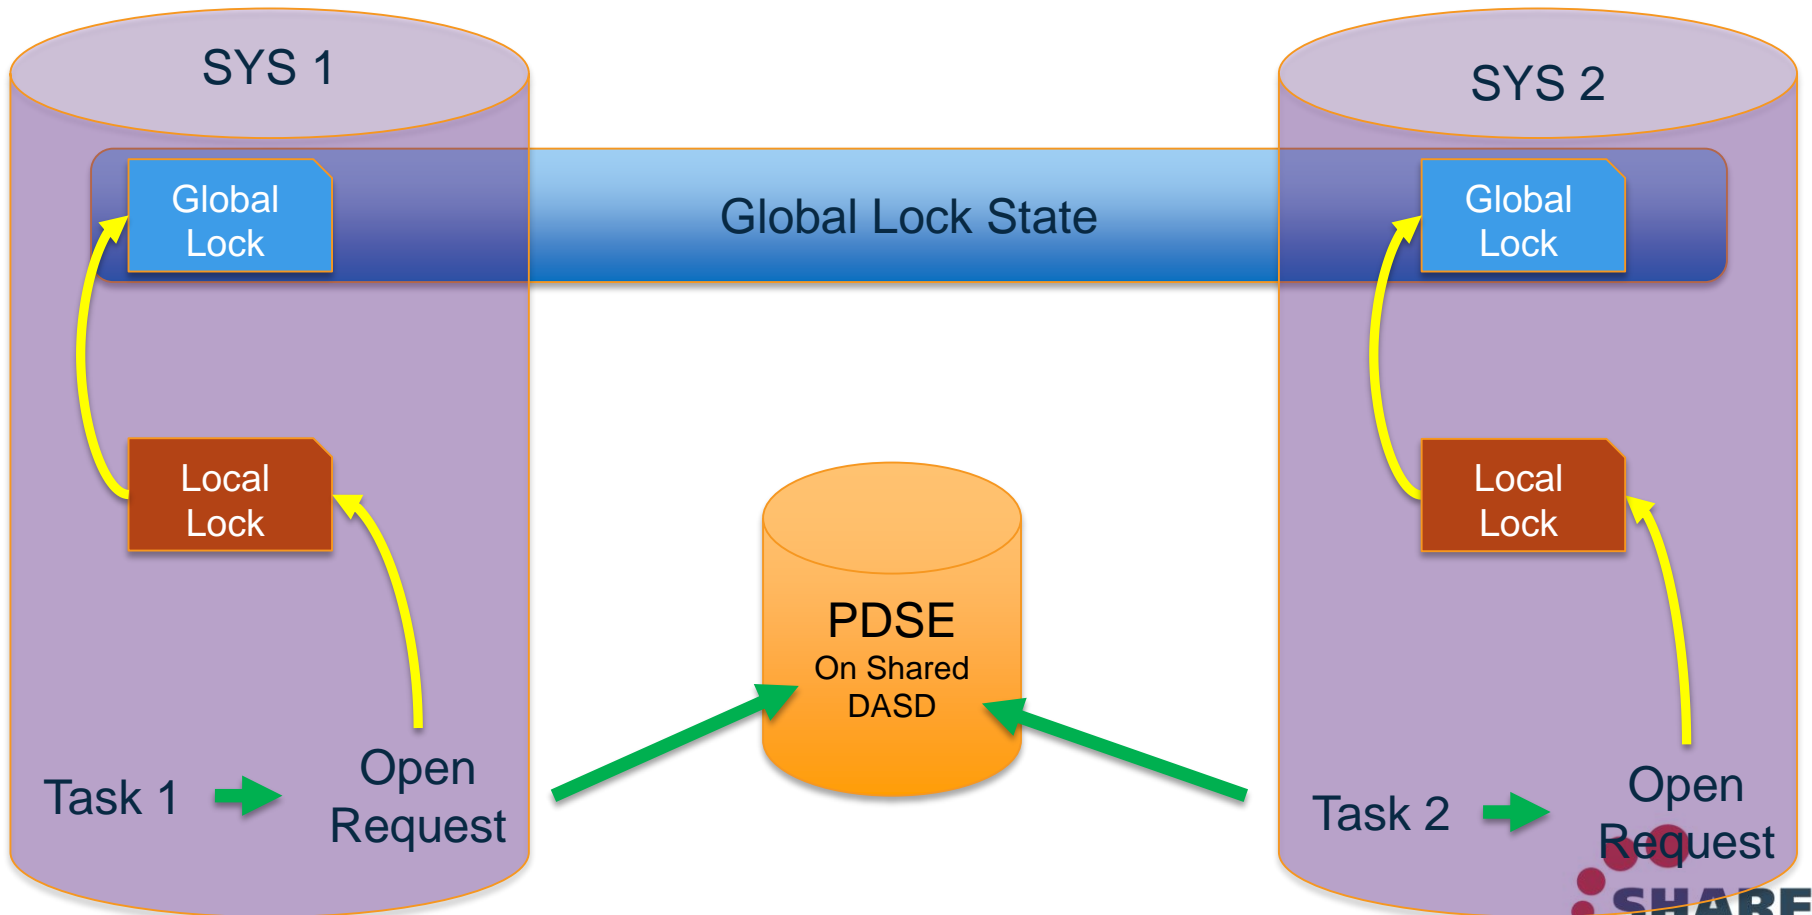 SYS 1
SYS 2
Global
Lock
Global Lock State
Global
Lock
Local
Lock
Local
Lock
PDSE
On Shared
DASD
Task 1
Open
Request
Task 2
Open
Request
SHARE